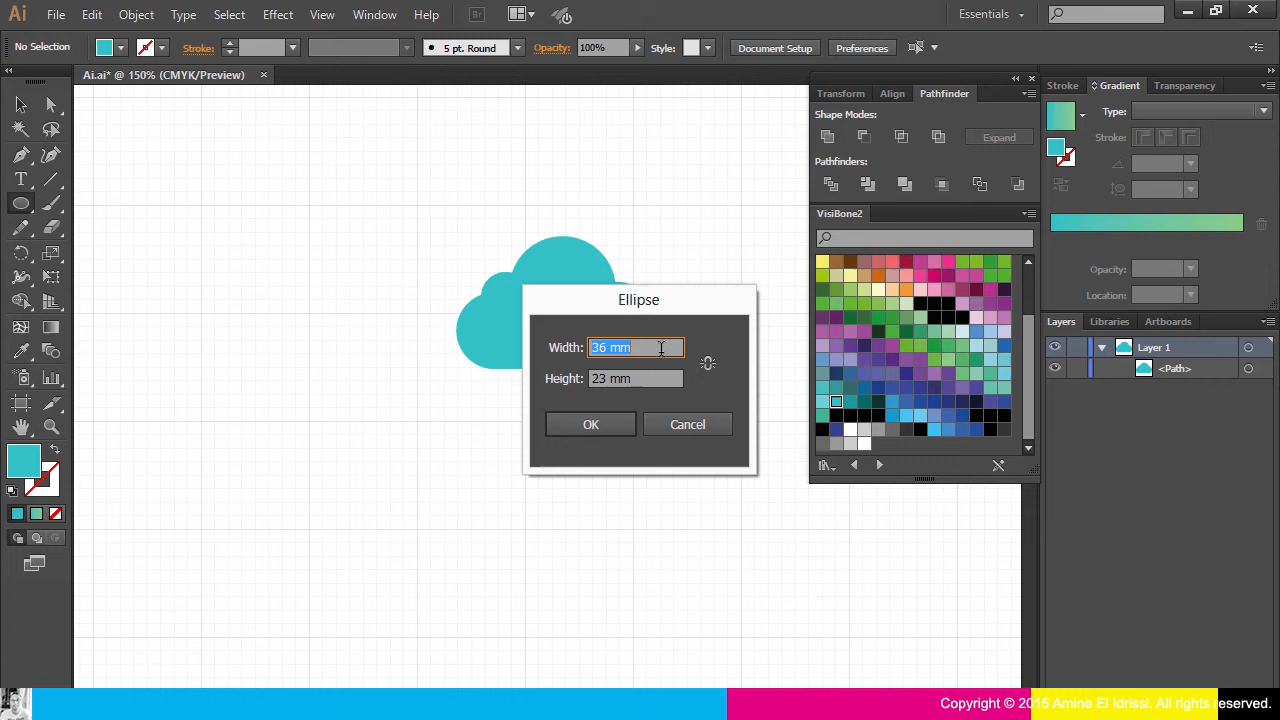 Ai File Edit Object Type Select Effect View Window Help Br Essentials
No Selection Stroke: 5 pt. Round Opacity: 100% Style: Document Setup Preferences
Ai.ai* @ 150% (CMYK/Preview)
Transform Align Pathfinder
Shape Modes:
Expand
Pathfinders:
VisiBone2
Stroke Gradient Transparency
Type:
Stroke:
Opacity:
Location:
Layers Libraries Artboards
Layer 1
<Path>
Ellipse
Width: 36 mm
Height: 23 mm
OK Cancel
T
Copyright © 2015 Amine El Idrissi. All rights reserved.